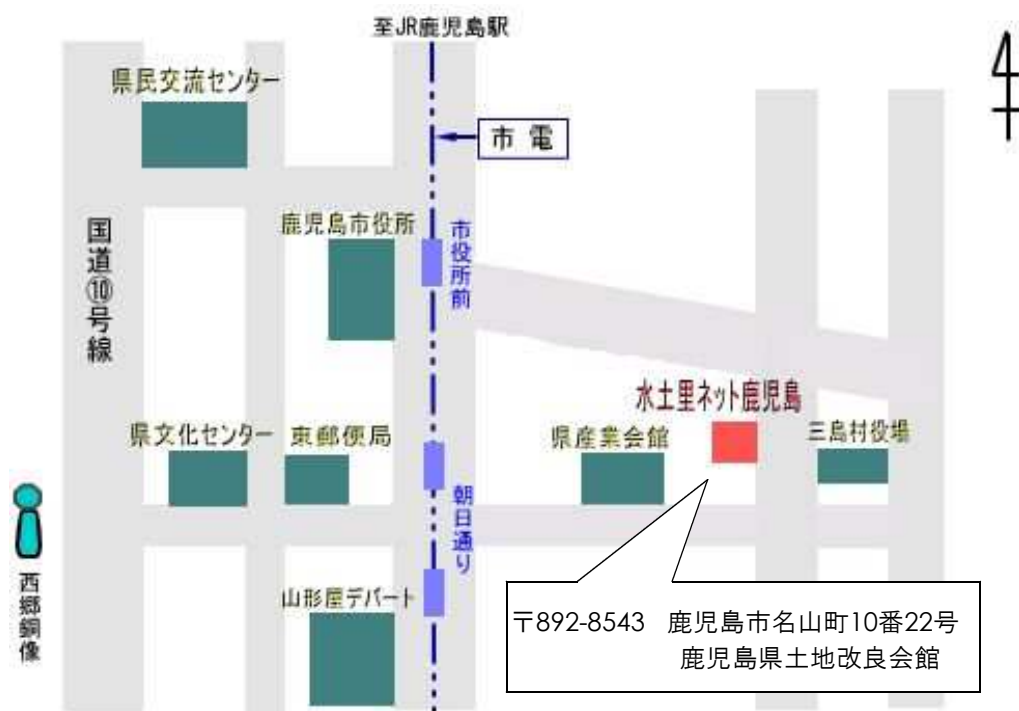 至JR鹿児島駅
県民交流センター
市電
鹿児島市役所
市役所前
国道⑩号線
水土里ネット鹿児島
県文化センター
東郵便局
県産業会館
三島村役場
朝日通り
西郷銅像
山形屋デパート
〒892-8543 鹿児島市名山町10番22号
鹿児島県土地改良会館